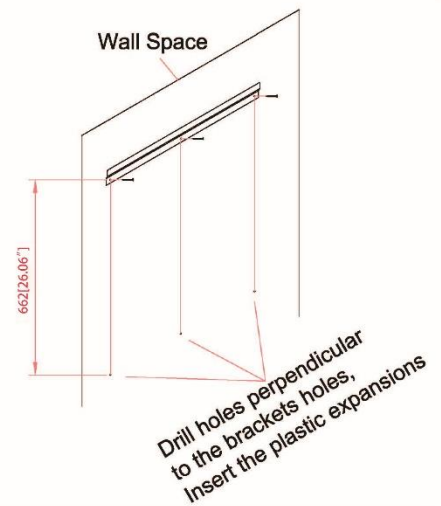 Wall Space
662[26.06"]
Drill holes perpendicular
to the brackets holes,
Insert the plastic expansions